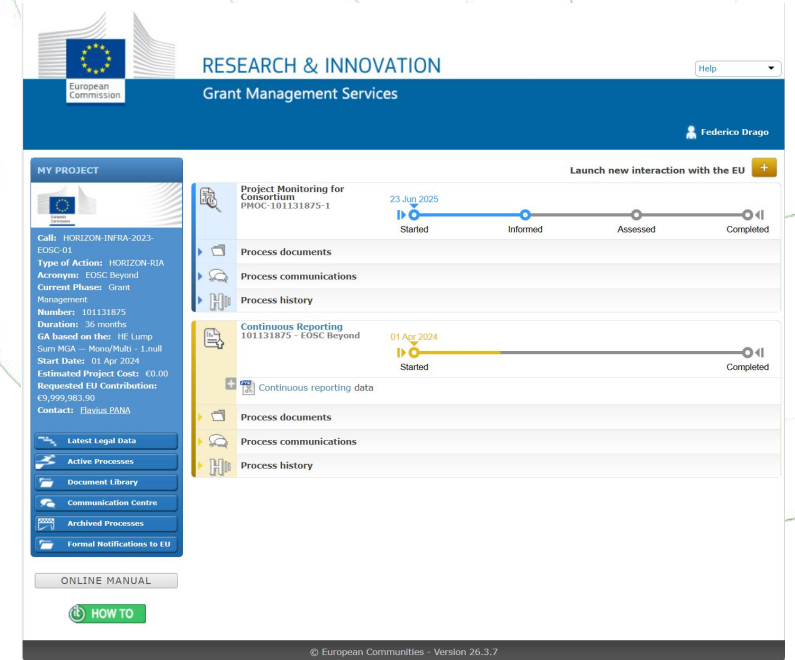 European
Commission
RESEARCH & INNOVATION
Grant Management Services
Help
Federico Drago
MY PROJECT
Launch new interaction with the EU +
European
Commission
Call: HORIZON-INFRA-2023-
EOSC-01
Type of Action: HORIZON-RIA
Acronym: EOSC Beyond
Current Phase: Grant
Management
Number: 101131875
Duration: 36 months
GA based on the: HE Lump
Sum MGA — Mono/Multi - 1.null
Start Date: 01 Apr 2024
Estimated Project Cost: €0.00
Requested EU Contribution:
€9,999,983.90
Contact: Flavius PANA
Latest Legal Data
Active Processes
Document Library
Communication Centre
Archived Processes
Formal Notifications to EU
ONLINE MANUAL
HOW TO
Project Monitoring for
Consortium
PMOC-101131875-1
23 Jun 2025
Started Informed Assessed Completed
Process documents
Process communications
Process history
Continuous Reporting
101131875 - EOSC Beyond
01 Apr 2024
Started Completed
Continuous reporting data
Process documents
Process communications
Process history
© European Communities - Version 26.3.7